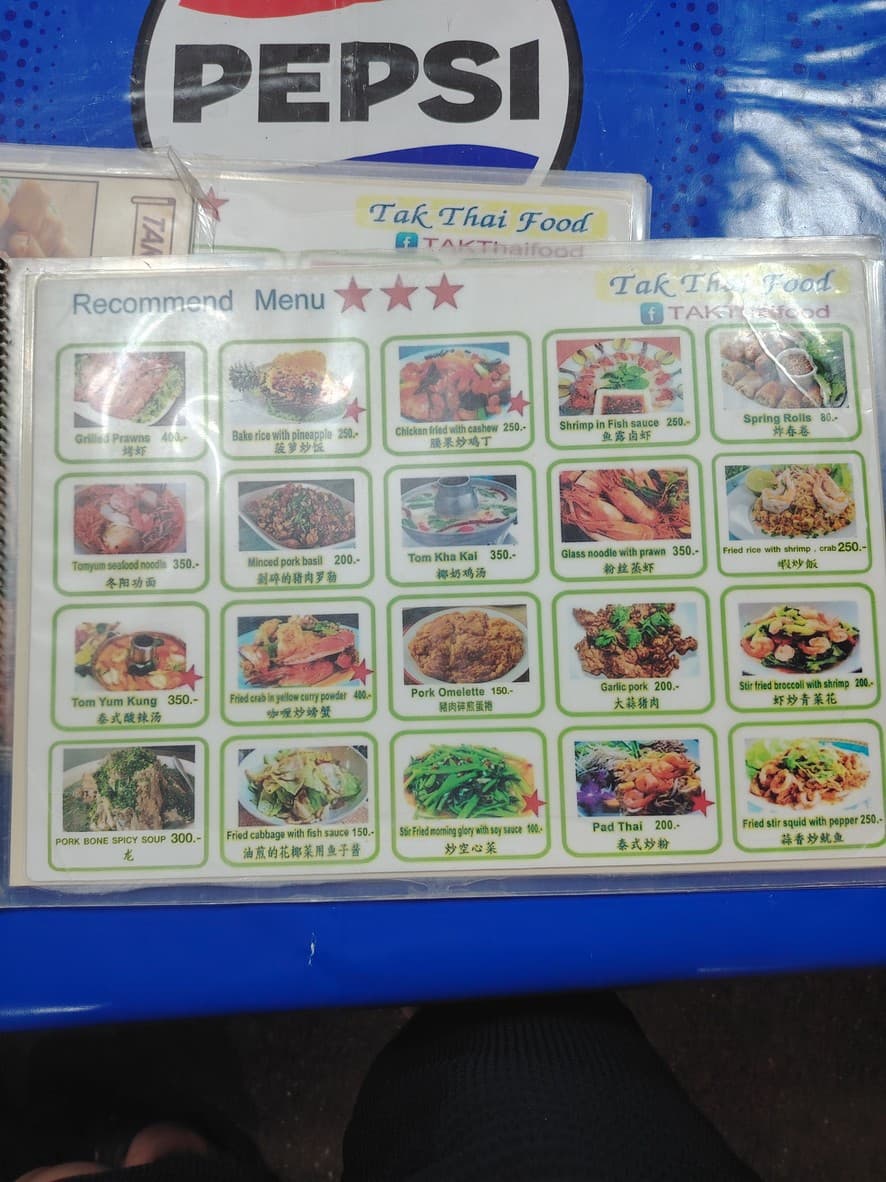 PEPSI
TAK
Tak Thai Food
TAKThaifood
Recommend Menu
Tak Thai Food
TAKThaifood
Grilled Prawns 400.-
烤虾
Bake rice with pineapple 250.-
菠萝炒饭
Chicken fried with cashew 250.-
腰果炒鸡丁
Shrimp in Fish sauce 250.-
鱼露卤虾
Spring Rolls 80.-
炸春卷
Tomyum seafood noodls 350.-
冬阳功面
Minced pork basil 200.-
剁碎的猪肉罗勒
Tom Kha Kai 350.-
椰奶鸡汤
Glass noodle with prawn 350.-
粉丝蒸虾
Fried rice with shrimp , crab 250.-
蝦炒飯
Tom Yum Kung 350.-
泰式酸辣汤
Fried crab in yellow curry powder 400.-
咖喱炒螃蟹
Pork Omelette 150.-
豬肉碎煎蛋捲
Garlic pork 200.-
大蒜猪肉
Stir fried broccoli with shrimp 200.-
虾炒青菜花
PORK BONE SPICY SOUP 300.-
龙
Fried cabbage with fish sauce 150.-
油煎的花椰菜用鱼子酱
Stir Fried morning glory with soy sauce 100.-
炒空心菜
Pad Thai 200.-
泰式炒粉
Fried stir squid with pepper 250.-
蒜香炒鱿鱼